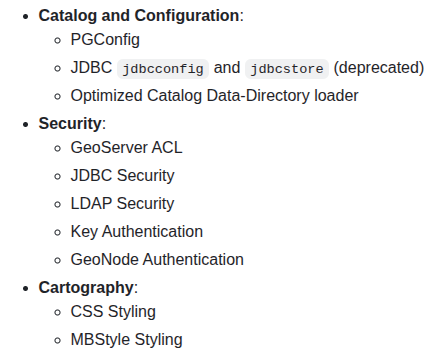 Catalog and Configuration:
PGConfig
JDBC jdbcconfig and jdbcstore (deprecated)
Optimized Catalog Data-Directory loader
Security:
GeoServer ACL
JDBC Security
LDAP Security
Key Authentication
GeoNode Authentication
Cartography:
CSS Styling
MBStyle Styling